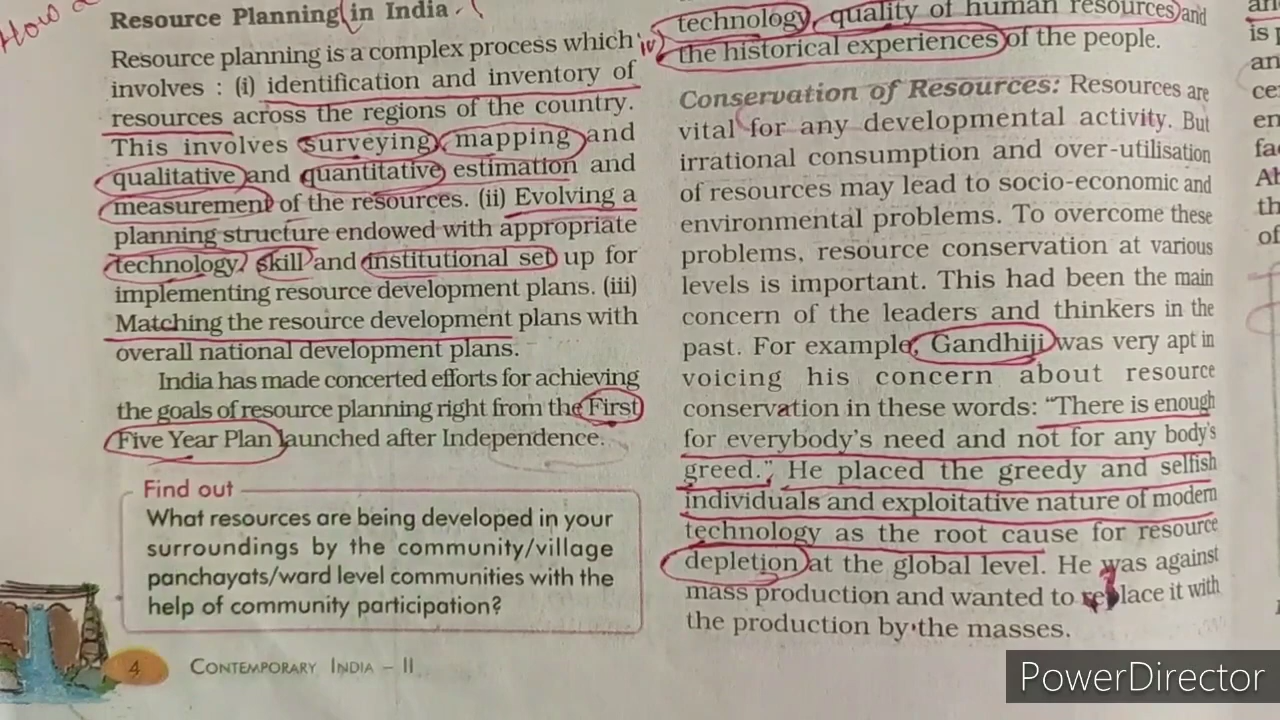 How
Resource Planning in India
Resource planning is a complex process which
involves : (i) identification and inventory of
resources across the regions of the country.
This involves surveying, mapping and
qualitative and quantitative estimation and
measurement of the resources. (ii) Evolving a
planning structure endowed with appropriate
technology, skill and institutional set up for
implementing resource development plans. (iii)
Matching the resource development plans with
overall national development plans.
India has made concerted efforts for achieving
the goals of resource planning right from the First
Five Year Plan launched after Independence.
Find out
What resources are being developed in your
surroundings by the community/village
panchayats/ward level communities with the
help of community participation?
4 CONTEMPORARY INDIA – II
technology, quality of human resources and
iv) the historical experiences of the people.
Conservation of Resources: Resources are
vital for any developmental activity. But
irrational consumption and over-utilisation
of resources may lead to socio-economic and
environmental problems. To overcome these
problems, resource conservation at various
levels is important. This had been the main
concern of the leaders and thinkers in the
past. For example, Gandhiji was very apt in
voicing his concern about resource
conservation in these words: “There is enough
for everybody's need and not for any body's
greed.” He placed the greedy and selfish
individuals and exploitative nature of modern
technology as the root cause for resource
depletion at the global level. He was against
mass production and wanted to replace it with
the production by the masses.
an
is
an
ce
en
fa
Ab
th
of
PowerDirector